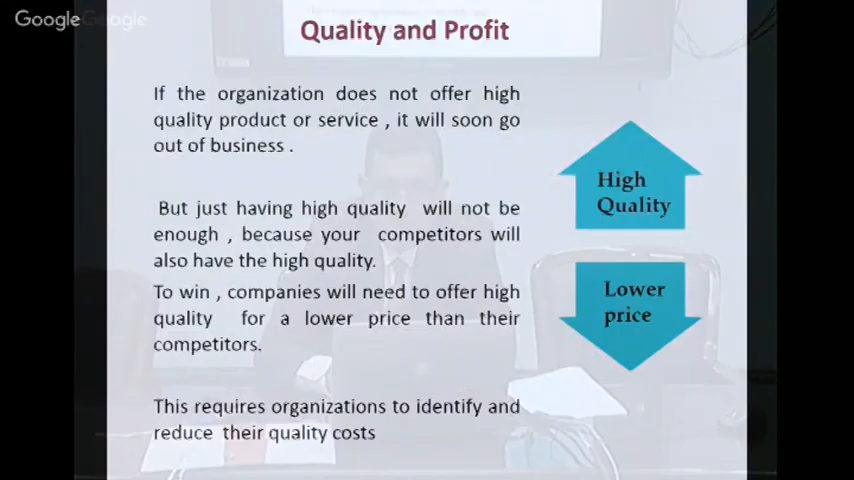 GoogleGoogle
Quality and Profit
If the organization does not offer high
quality product or service , it will soon go
out of business .
But just having high quality will not be
enough , because your competitors will
also have the high quality.
To win , companies will need to offer high
quality for a lower price than their
competitors.
This requires organizations to identify and
reduce their quality costs
High
Quality
Lower
price